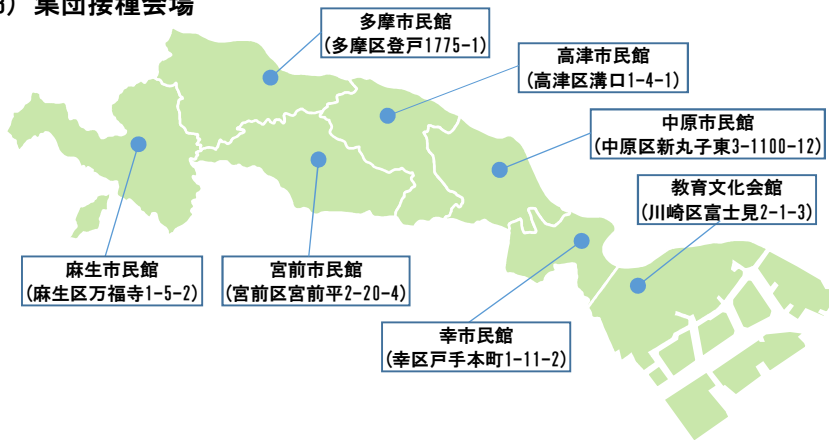 ）集団接種会場
多摩市民館
(多摩区登戸1775-1)
高津市民館
(高津区溝口1-4-1)
中原市民館
(中原区新丸子東3-1100-12)
教育文化会館
(川崎区富士見2-1-3)
麻生市民館
(麻生区万福寺1-5-2)
宮前市民館
(宮前区宮前平2-20-4)
幸市民館
(幸区戸手本町1-11-2)